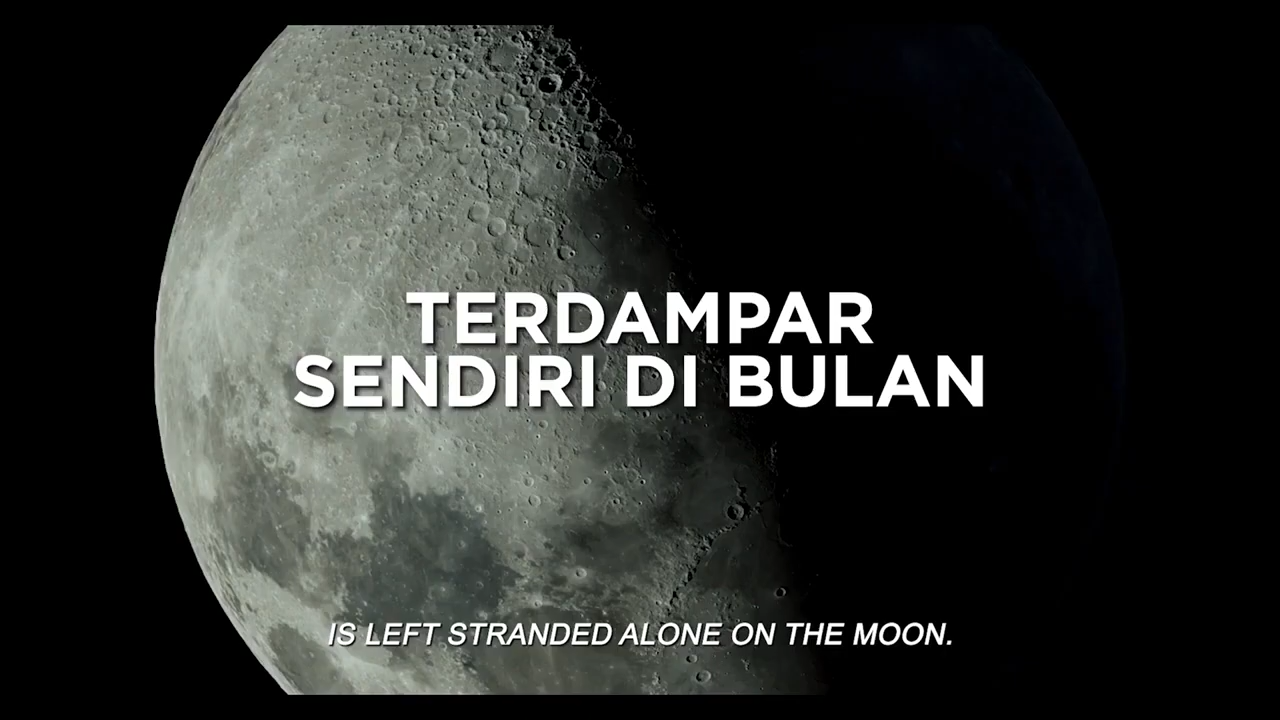 TERDAMPAR
SENDIRI DI BULAN
IS LEFT STRANDED ALONE ON THE MOON.